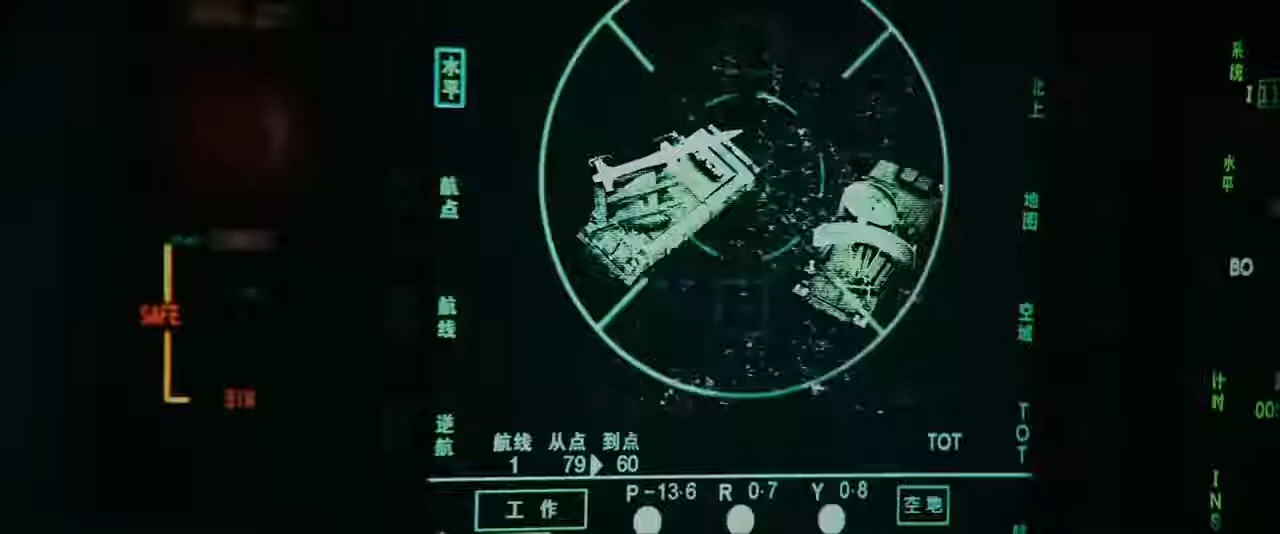 水平
航点
航线
逆航
SAFE
北上
地图
空域
TOT
航线 从点 到点
1 79 60
TOT
工作
P-13.6 R 0.7 Y 0.8
空地
系统
水平
BO
计时
00
INS